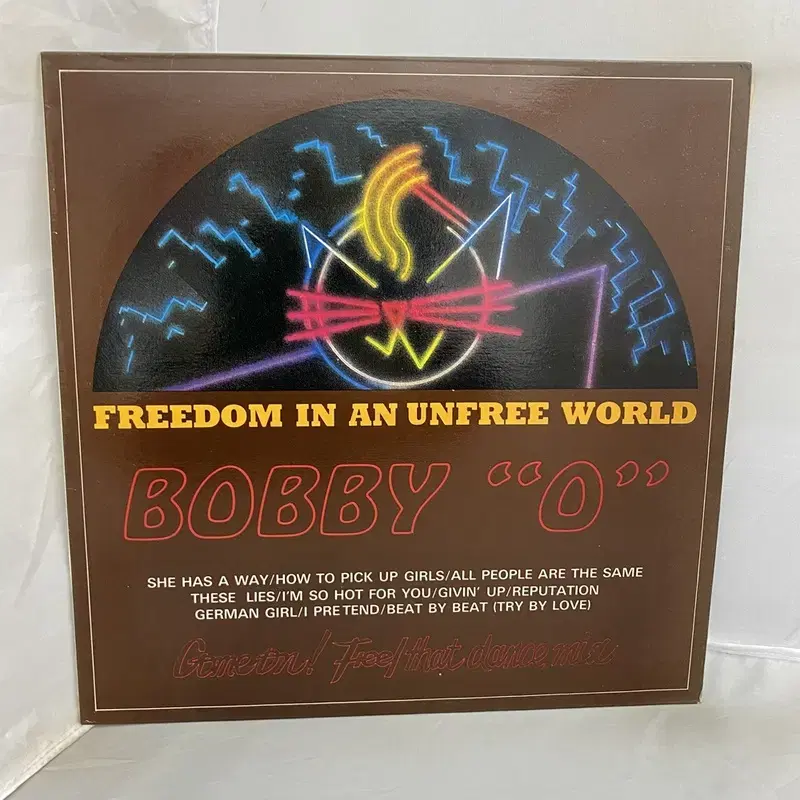 FREEDOM IN AN UNFREE WORLD
BOBBY “O”
SHE HAS A WAY/HOW TO PICK UP GIRLS/ALL PEOPLE ARE THE SAME
THESE LIES/I'M SO HOT FOR YOU/GIVIN' UP/REPUTATION
GERMAN GIRL/I PRETEND/BEAT BY BEAT (TRY BY LOVE)
Come on! Feel that dance mix